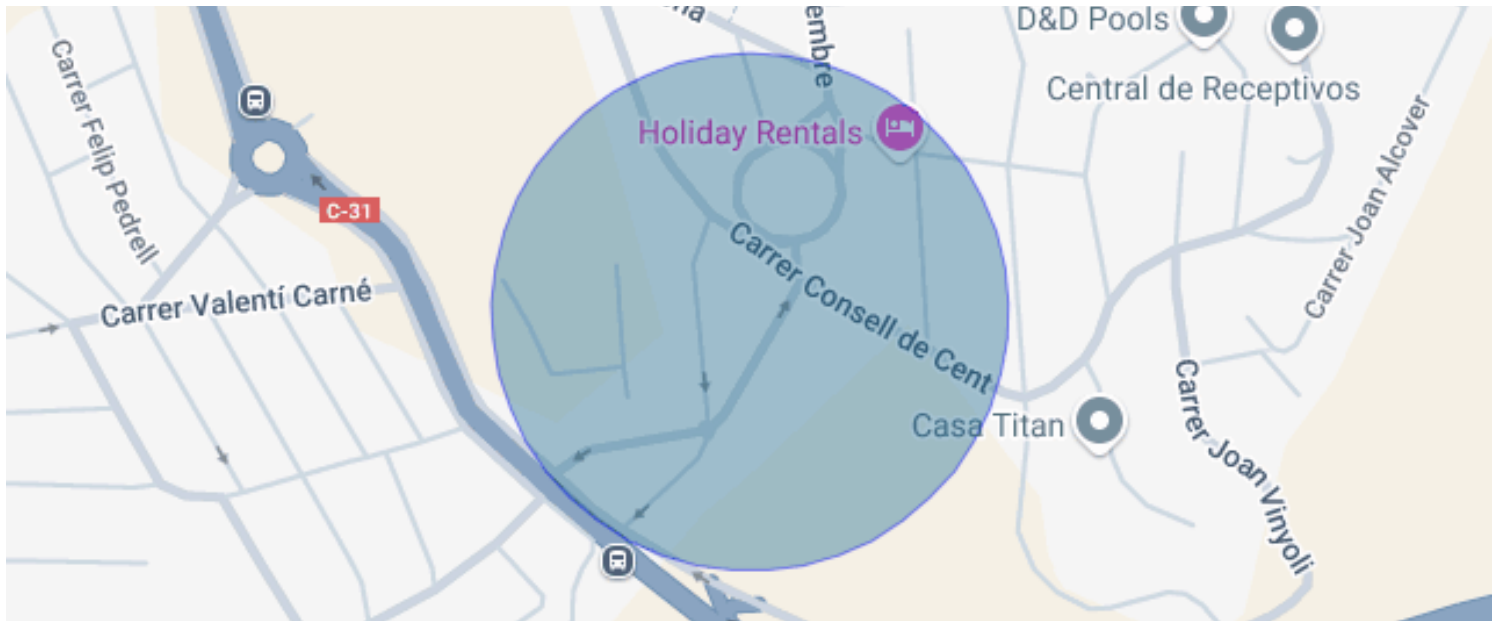 D&D Pools
embre
Central de Receptivos
Holiday Rentals
Carrer Felip Pedrell
C-31
Carrer Joan Alcover
Carrer Valentí Carné
Carrer Consell de Cent
Casa Titan
Carrer Joan Vinyoli